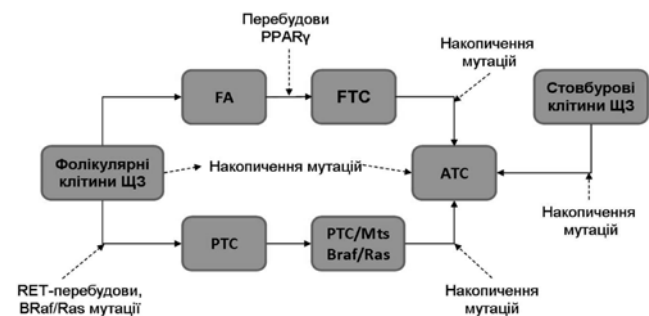 Перебудови
PPARγ
Накопичення
мутацій
FA
FTC
Стовбурові
клітини ЩЗ
Фолікулярні
клітини ЩЗ
Накопичення мутацій
ATC
PTC
PTC/Mts
Braf/Ras
Накопичення
мутацій
RET-перебудови,
BRaf/Ras мутації
Накопичення
мутацій